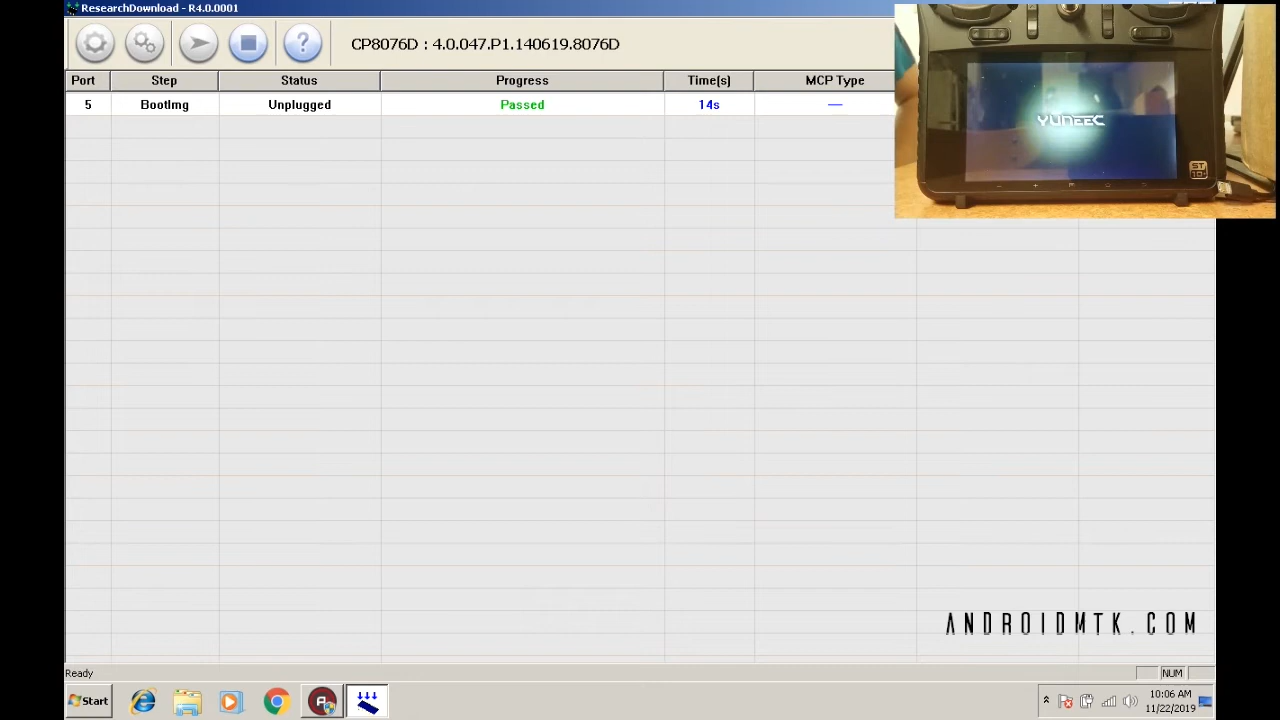 ResearchDownload - R4.0.0001
CP8076D : 4.0.047.P1.140619.8076D
Port Step Status Progress Time(s) MCP Type
5 BootImg Unplugged Passed 14s —
YUNEEC
ST
10+
ANDROIDMTK.COM
Ready
NUM
Start
10:06 AM
11/22/2019